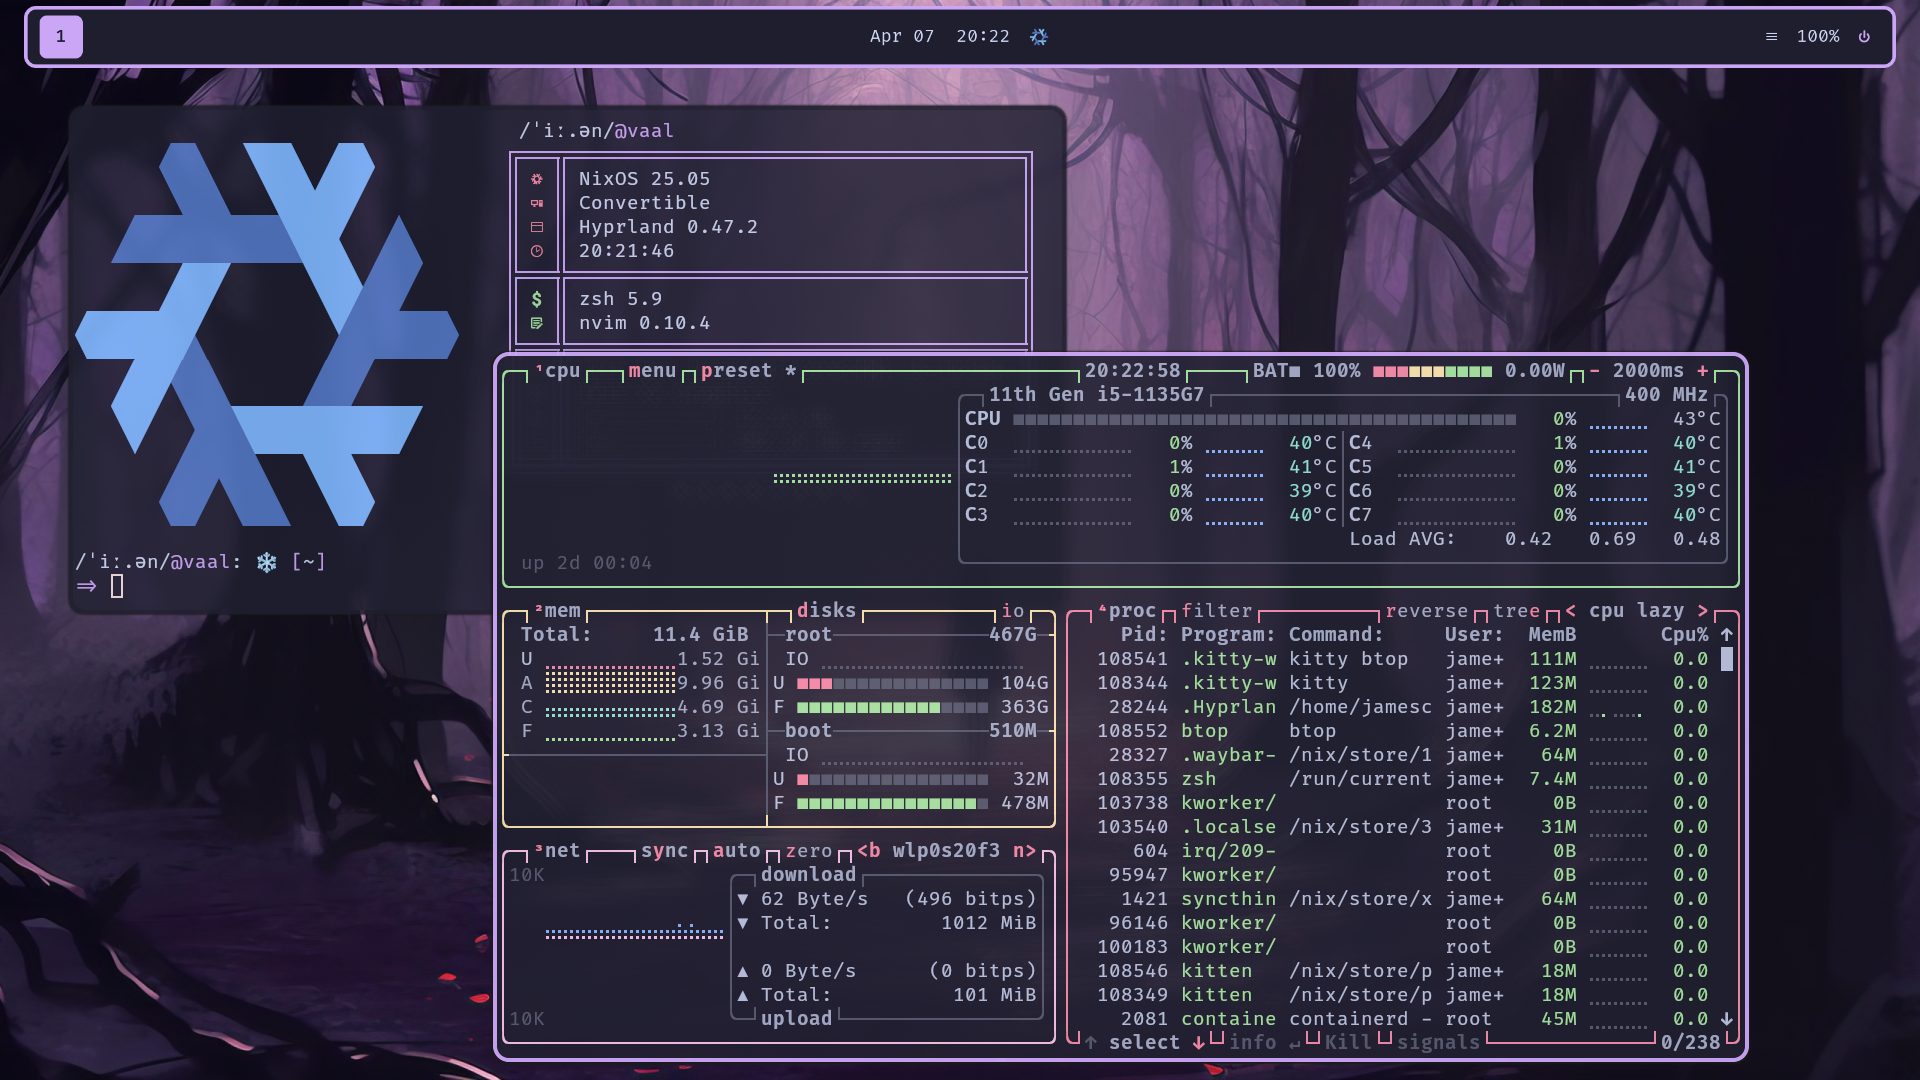 1
Apr 07 20:22
100%
/ˈiː.ən/@vaal
NixOS 25.05
Convertible
Hyprland 0.47.2
20:21:46
$ zsh 5.9
nvim 0.10.4
/ˈiː.ən/@vaal: ❄️ [~]
⇒
¹cpu menu preset * 20:22:58 BAT■ 100% 0.00W - 2000ms +
11th Gen i5-1135G7 400 MHz
CPU 0% 43°C
C0 0% 40°C C4 1% 40°C
C1 1% 41°C C5 0% 41°C
C2 0% 39°C C6 0% 39°C
C3 0% 40°C C7 0% 40°C
Load AVG: 0.42 0.69 0.48
up 2d 00:04
²mem
Total: 11.4 GiB
U 1.52 Gi
A 9.96 Gi
C 4.69 Gi
F 3.13 Gi
disks io
root 467G
IO
U 104G
F 363G
boot 510M
IO
U 32M
F 478M
³net sync auto zero <b wlp0s20f3 n>
10K
download
▼ 62 Byte/s (496 bitps)
▼ Total: 1012 MiB
▲ 0 Byte/s (0 bitps)
▲ Total: 101 MiB
10K
upload
⁴proc filter reverse tree < cpu lazy >
Pid: Program: Command: User: MemB Cpu% ↑
108541 .kitty-w kitty btop jame+ 111M 0.0
108344 .kitty-w kitty jame+ 123M 0.0
28244 .Hyprlan /home/jamesc jame+ 182M 0.0
108552 btop btop jame+ 6.2M 0.0
28327 .waybar- /nix/store/1 jame+ 64M 0.0
108355 zsh /run/current jame+ 7.4M 0.0
103738 kworker/ root 0B 0.0
103540 .localse /nix/store/3 jame+ 31M 0.0
604 irq/209- root 0B 0.0
95947 kworker/ root 0B 0.0
1421 syncthin /nix/store/x jame+ 64M 0.0
96146 kworker/ root 0B 0.0
100183 kworker/ root 0B 0.0
108546 kitten /nix/store/p jame+ 18M 0.0
108349 kitten /nix/store/p jame+ 18M 0.0
2081 containe containerd - root 45M 0.0 ↓
↑ select ↓ info ↵ Kill signals 0/238